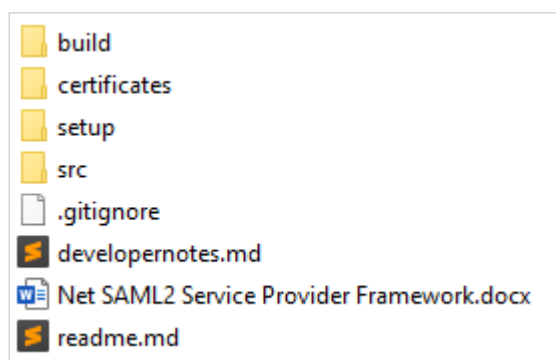 build
certificates
setup
src
.gitignore
developernotes.md
Net SAML2 Service Provider Framework.docx
readme.md